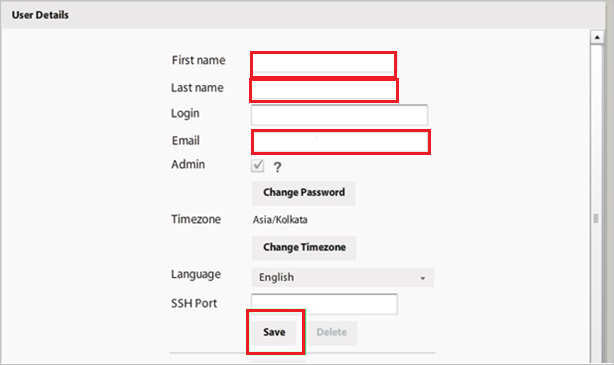 User Details
First name
Last name
Login
Email
Admin ?
Change Password
Timezone Asia/Kolkata
Change Timezone
Language English
SSH Port
Save Delete